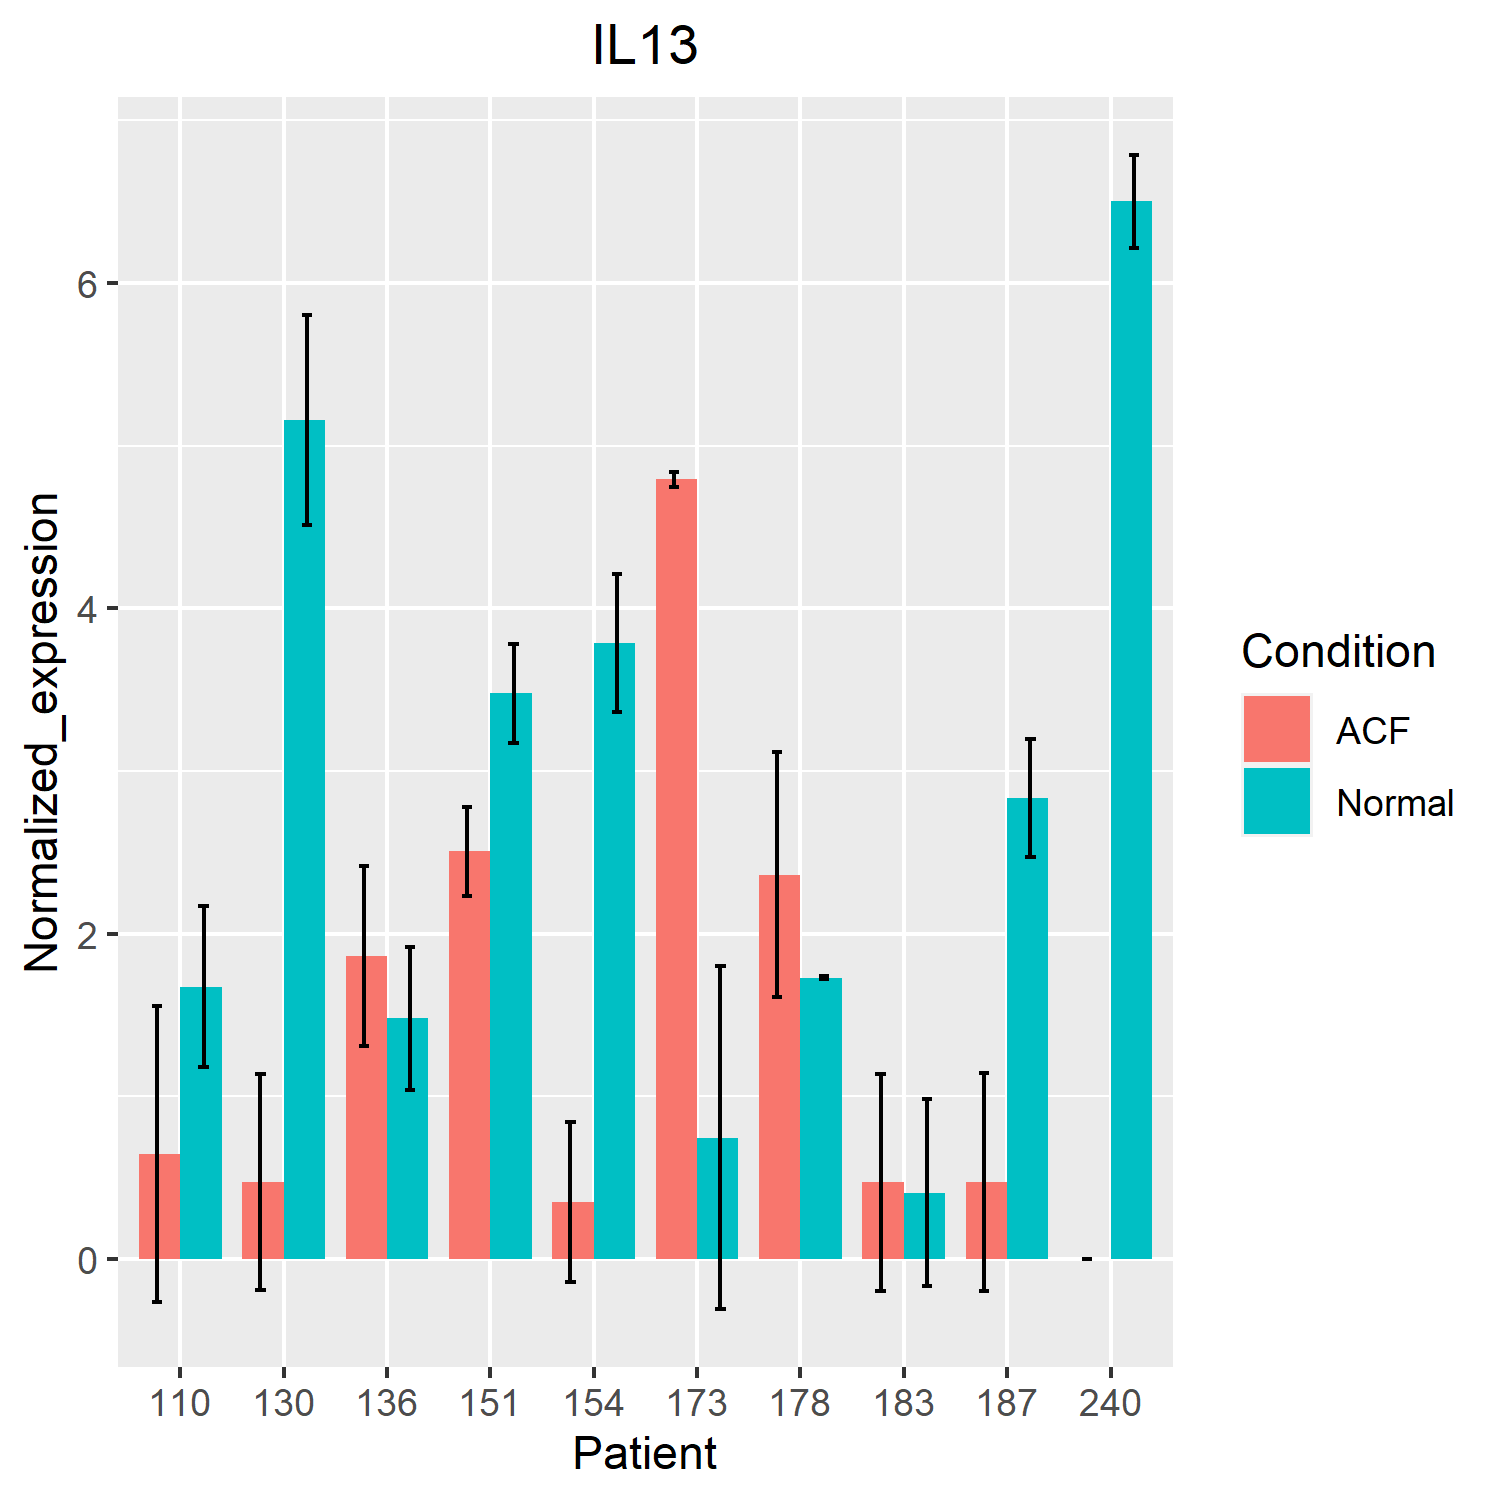 IL13
Normalized_expression
6
4
2
0
110 130 136 151 154 173 178 183 187 240
Patient
Condition
ACF
Normal